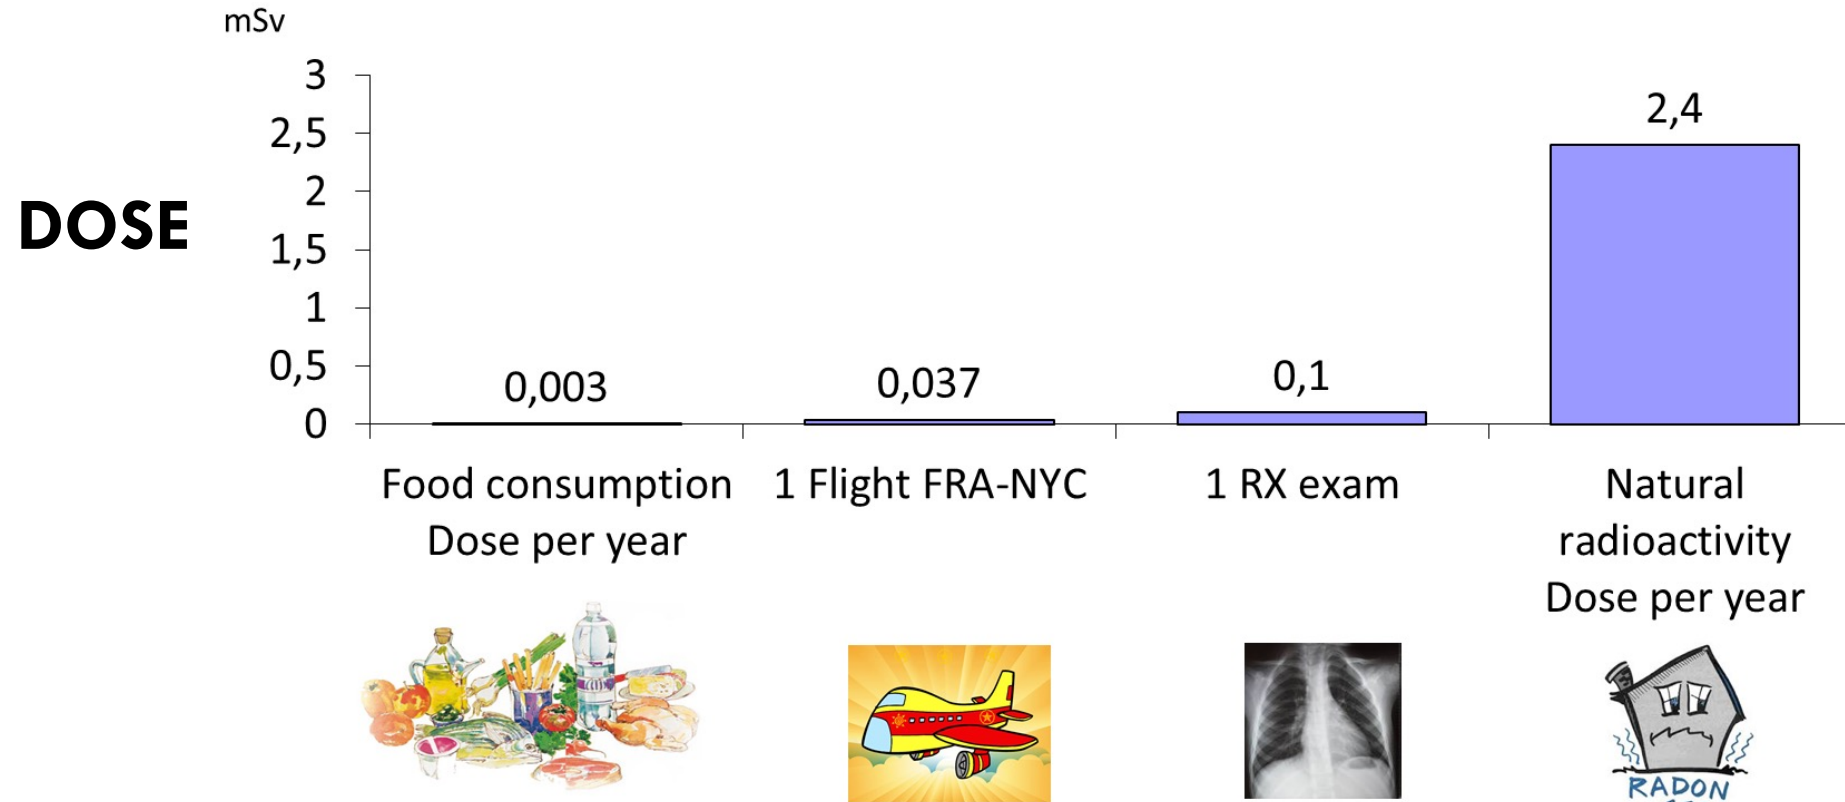 mSv
3
2,5
2
1,5
1
0,5
0
DOSE
0,003
0,037
0,1
2,4
Food consumption
Dose per year
1 Flight FRA-NYC
1 RX exam
Natural
radioactivity
Dose per year
RADON